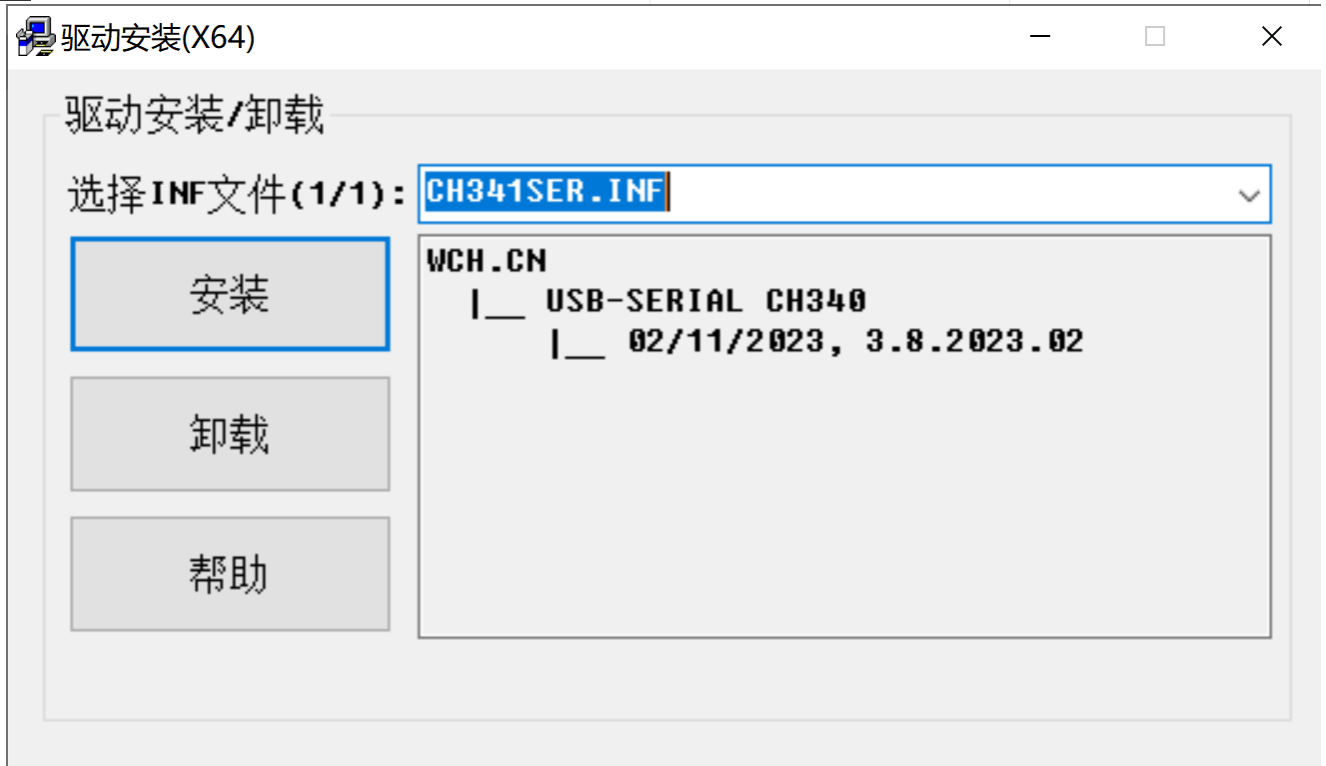 驱动安装(X64)
驱动安装/卸载
选择INF文件(1/1):
CH341SER.INF
安装
卸载
帮助
WCH.CN
|__ USB-SERIAL CH340
|__ 02/11/2023, 3.8.2023.02